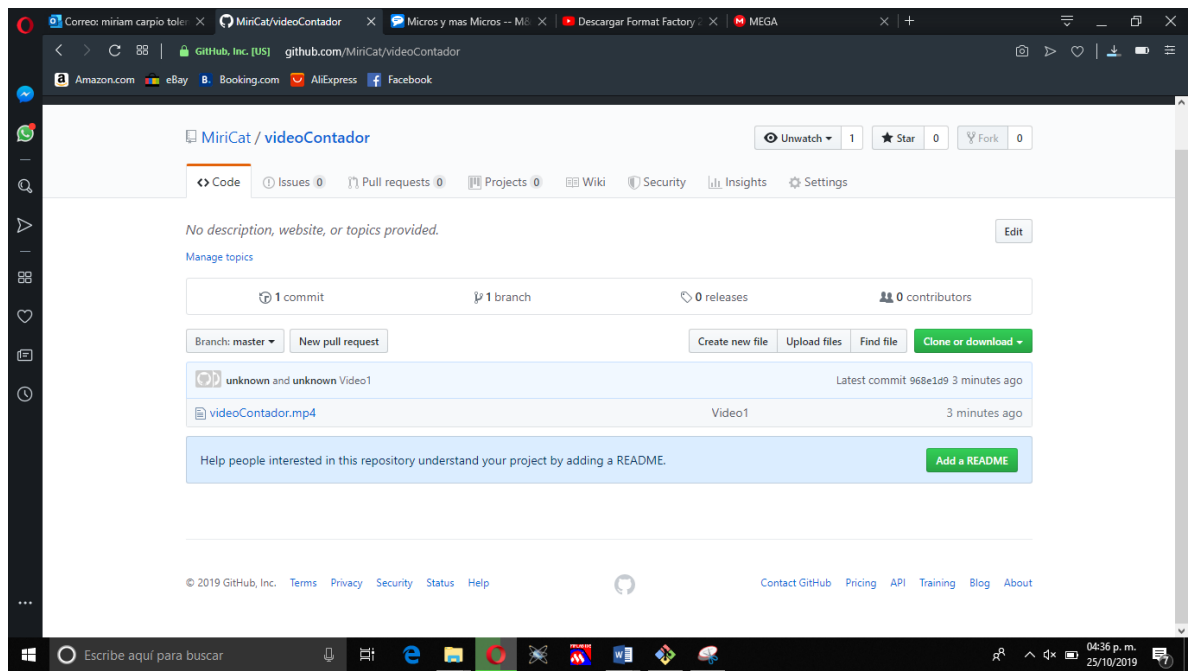 Correo: miriam carpio toler
MiriCat/videoContador
Micros y mas Micros -- M8
Descargar Format Factory 2
MEGA
GitHub, Inc. [US] github.com/MiriCat/videoContador
Amazon.com eBay Booking.com AliExpress Facebook
MiriCat / videoContador
Unwatch 1 Star 0 Fork 0
Code Issues 0 Pull requests 0 Projects 0 Wiki Security Insights Settings
No description, website, or topics provided.
Edit
Manage topics
1 commit 1 branch 0 releases 0 contributors
Branch: master New pull request Create new file Upload files Find file Clone or download
unknown and unknown Video1 Latest commit 968e1d9 3 minutes ago
videoContador.mp4 Video1 3 minutes ago
Help people interested in this repository understand your project by adding a README. Add a README
© 2019 GitHub, Inc. Terms Privacy Security Status Help Contact GitHub Pricing API Training Blog About
Escribe aquí para buscar
04:36 p. m.
25/10/2019